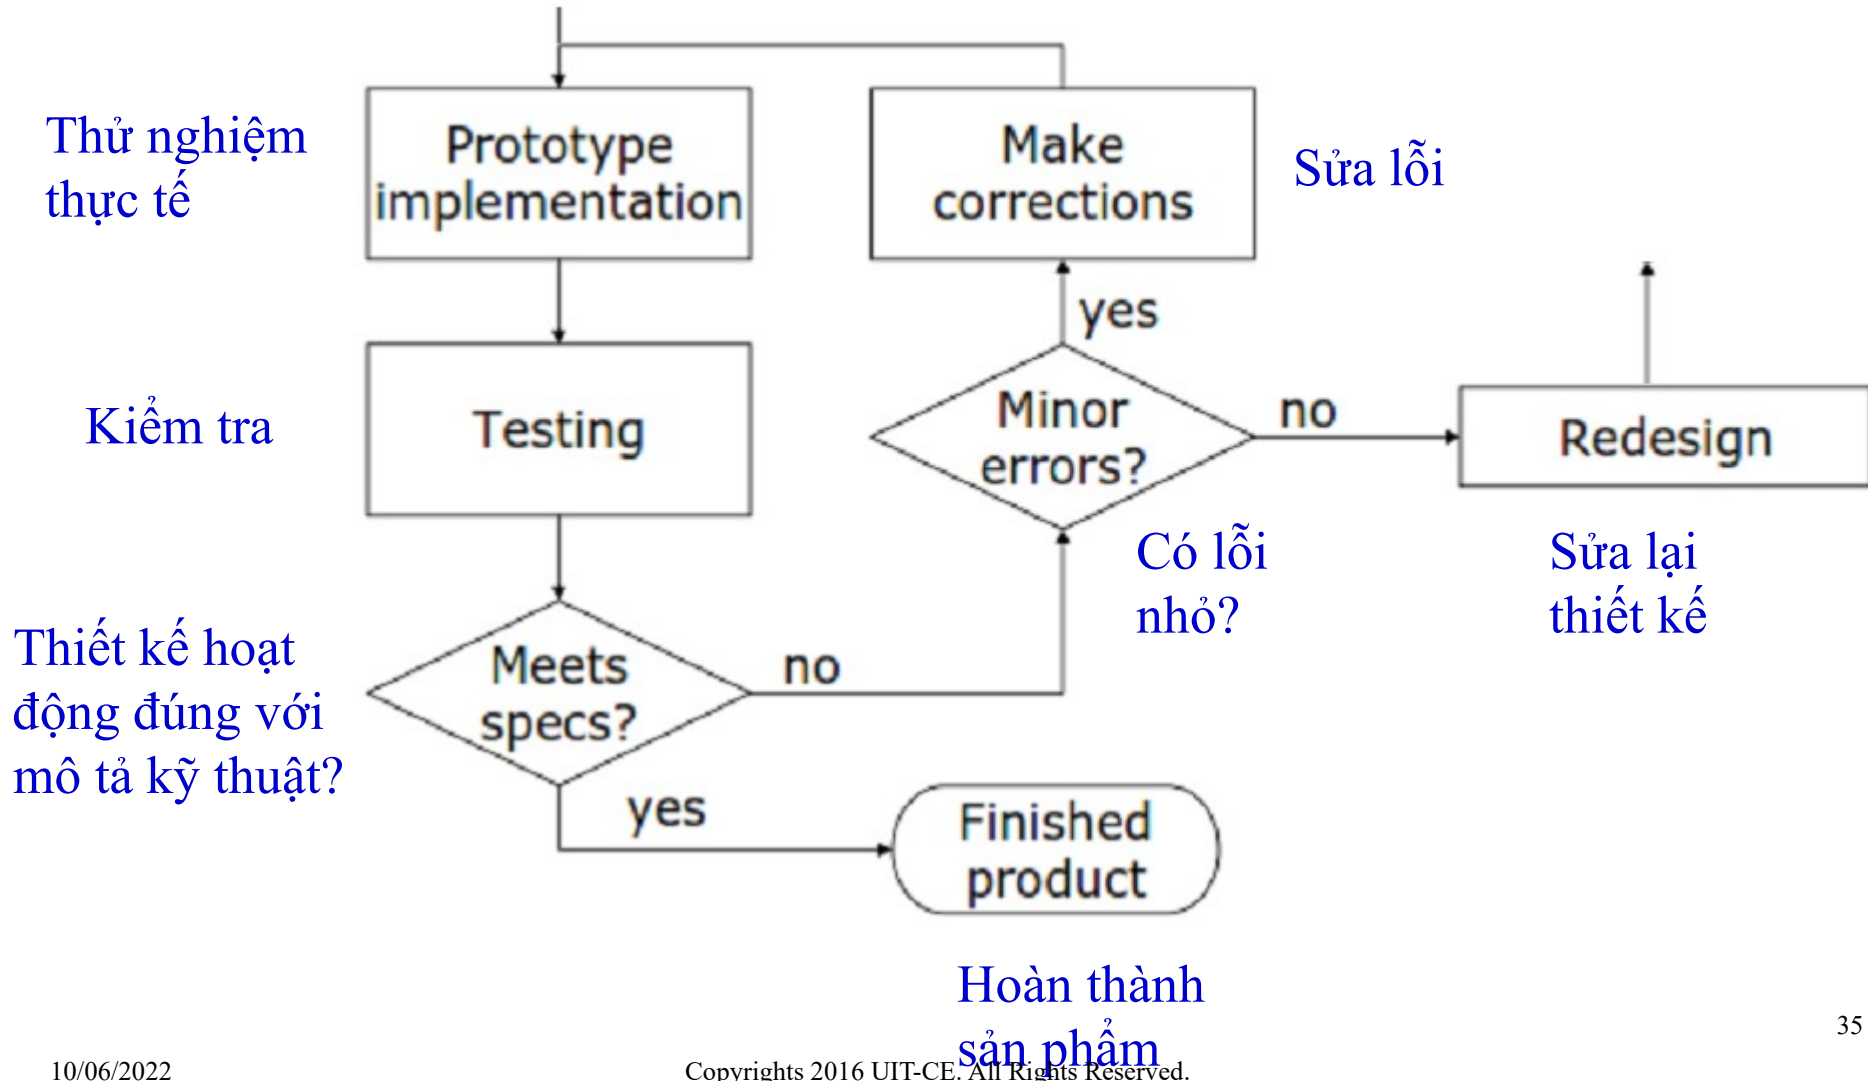 Thử nghiệm
thực tế
Prototype
implementation
Make
corrections
Sửa lỗi
yes
Kiểm tra
Testing
Minor
errors?
no
Redesign
Có lỗi
nhỏ?
Sửa lại
thiết kế
Thiết kế hoạt
động đúng với
mô tả kỹ thuật?
Meets
specs?
no
yes
Finished
product
Hoàn thành
sản phẩm
35
10/06/2022
Copyrights 2016 UIT-CE. All Rights Reserved.